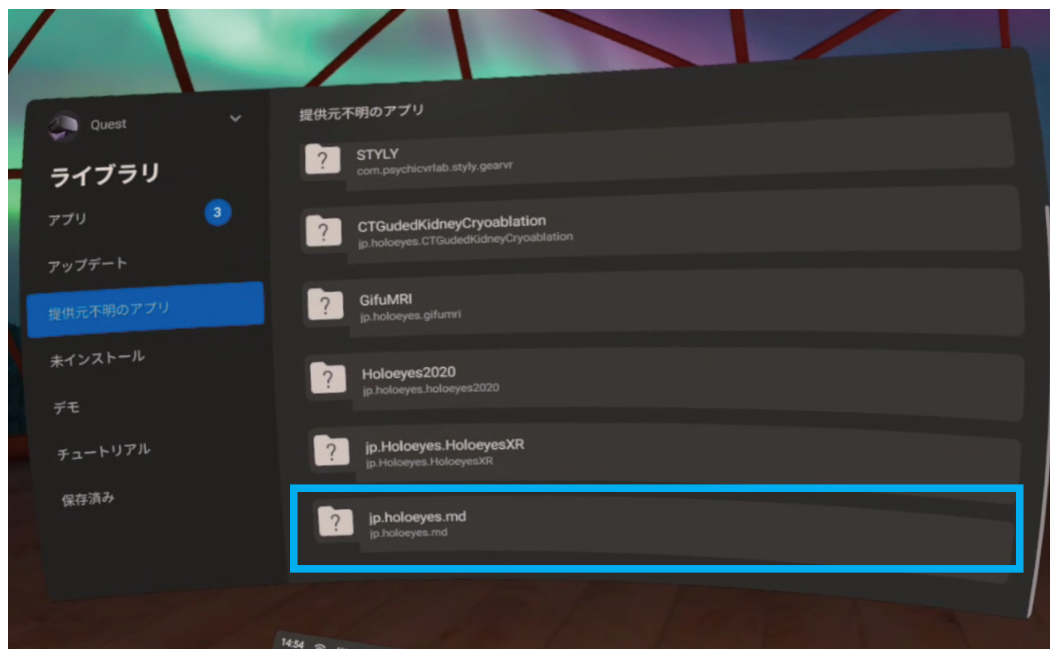 Quest
ライブラリ
アプリ
3
アップデート
提供元不明のアプリ
未インストール
デモ
チュートリアル
保存済み
提供元不明のアプリ
STYLY
com.psychicvrlab.styly.gearvr
CTGudedKidneyCryoablation
jp.holoeyes.CTGudedKidneyCryoablation
GifuMRI
jp.holoeyes.gifumri
Holoeyes2020
jp.holoeyes.holoeyes2020
jp.Holoeyes.HoloeyesXR
jp.Holoeyes.HoloeyesXR
jp.holoeyes.md
jp.holoeyes.md
14:54